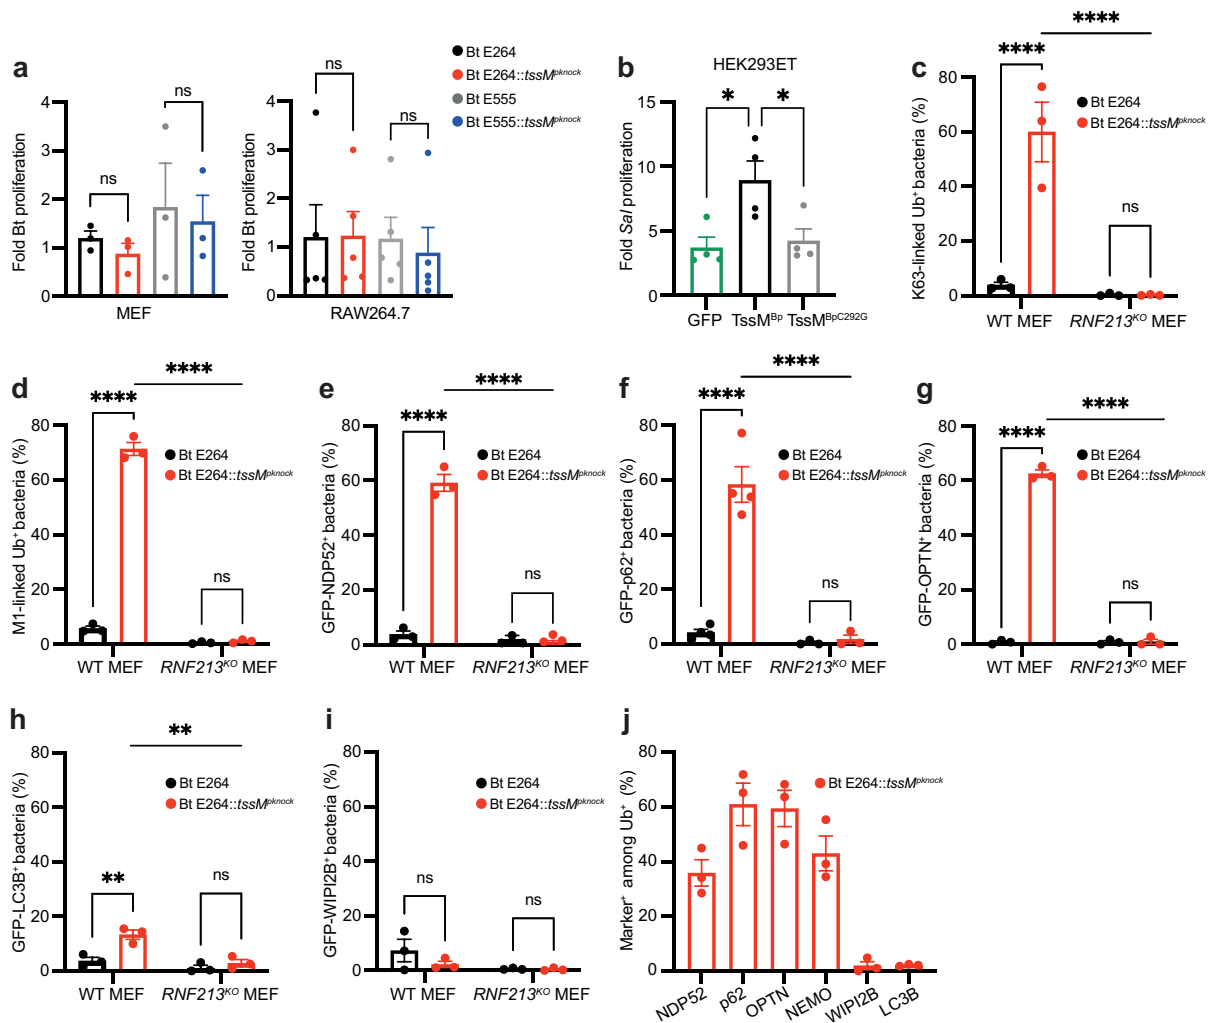 a
Fold Bt proliferation
4
3
2
1
0
ns
ns
MEF
Fold Bt proliferation
4
3
2
1
0
ns
ns
RAW264.7
Bt E264
Bt E264::tssMpknock
Bt E555
Bt E555::tssMpknock
b
HEK293ET
Fold Sal proliferation
15
10
5
0
*
*
GFP
TssMBp
TssMBpC292G
c
K63-linked Ub+ bacteria (%)
80
60
40
20
0
****
****
ns
Bt E264
Bt E264::tssMpknock
WT MEF
RNF213KO MEF
d
M1-linked Ub+ bacteria (%)
80
60
40
20
0
****
****
ns
Bt E264
Bt E264::tssMpknock
WT MEF
RNF213KO MEF
e
GFP-NDP52+ bacteria (%)
80
60
40
20
0
****
****
ns
Bt E264
Bt E264::tssMpknock
WT MEF
RNF213KO MEF
f
GFP-p62+ bacteria (%)
80
60
40
20
0
****
****
ns
Bt E264
Bt E264::tssMpknock
WT MEF
RNF213KO MEF
g
GFP-OPTN+ bacteria (%)
80
60
40
20
0
****
****
ns
Bt E264
Bt E264::tssMpknock
WT MEF
RNF213KO MEF
h
GFP-LC3B+ bacteria (%)
80
60
40
20
0
**
**
ns
Bt E264
Bt E264::tssMpknock
WT MEF
RNF213KO MEF
i
GFP-WIPI2B+ bacteria (%)
80
60
40
20
0
ns
ns
Bt E264
Bt E264::tssMpknock
WT MEF
RNF213KO MEF
j
Marker+ among Ub+ (%)
80
60
40
20
0
Bt E264::tssMpknock
NDP52
p62
OPTN
NEMO
WIPI2B
LC3B